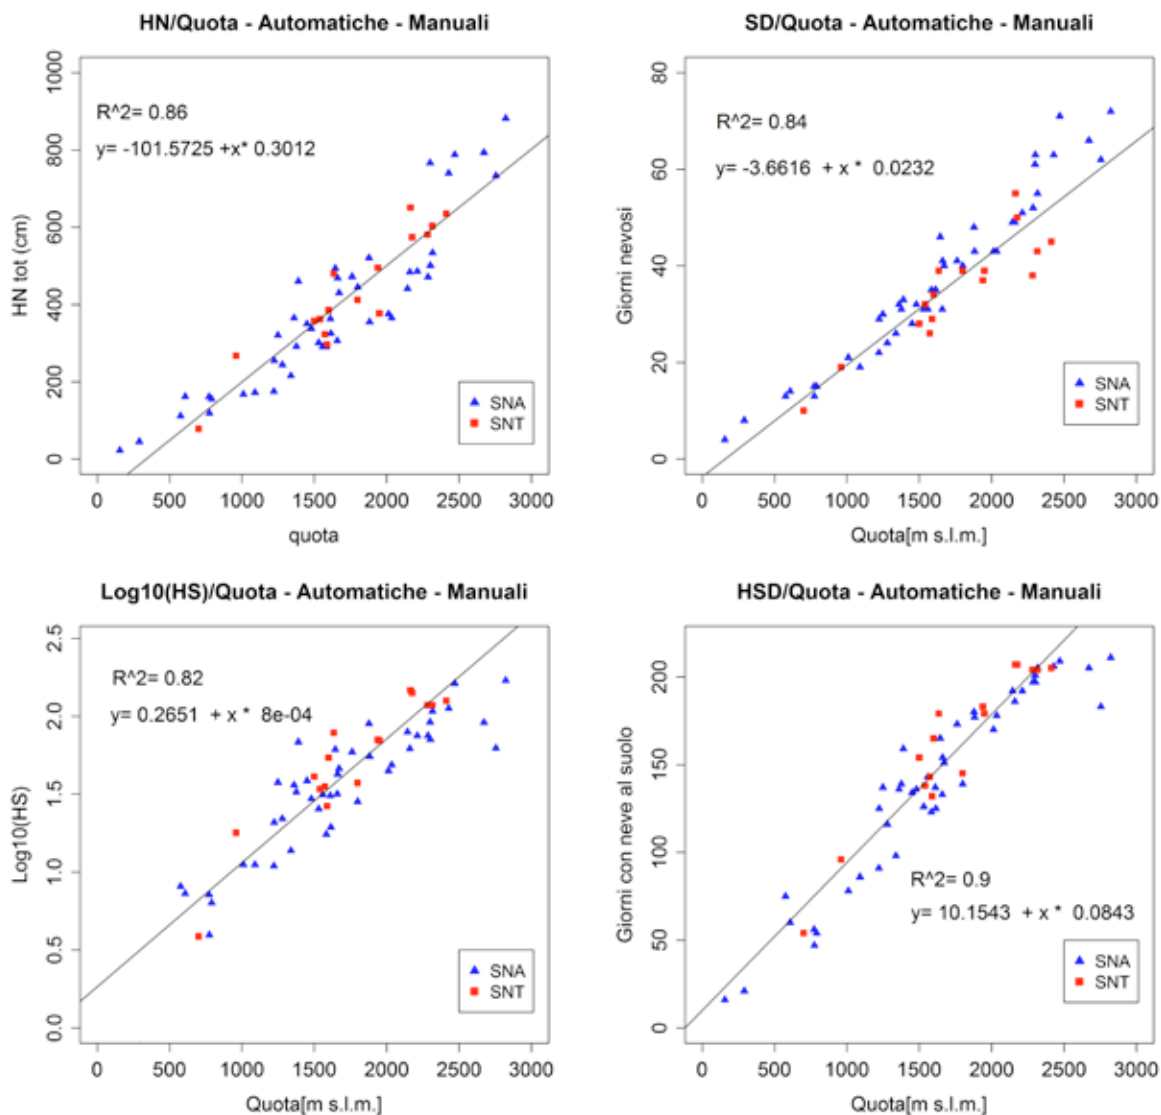 HN/Quota - Automatiche - Manuali
R^2= 0.86
y= -101.5725 +x* 0.3012
HN tot (cm)
0
200
400
600
800
1000
SNA
SNT
0
500
1000
1500
2000
2500
3000
quota
SD/Quota - Automatiche - Manuali
R^2= 0.84
y= -3.6616 + x * 0.0232
Giorni nevosi
0
20
40
60
80
SNA
SNT
0
500
1000
1500
2000
2500
3000
Quota[m s.l.m.]
Log10(HS)/Quota - Automatiche - Manuali
R^2= 0.82
y= 0.2651 + x * 8e-04
Log10(HS)
0.0
0.5
1.0
1.5
2.0
2.5
SNA
SNT
0
500
1000
1500
2000
2500
3000
Quota[m s.l.m.]
HSD/Quota - Automatiche - Manuali
R^2= 0.9
y= 10.1543 + x * 0.0843
Giorni con neve al suolo
0
50
100
150
200
SNA
SNT
0
500
1000
1500
2000
2500
3000
Quota[m s.l.m.]